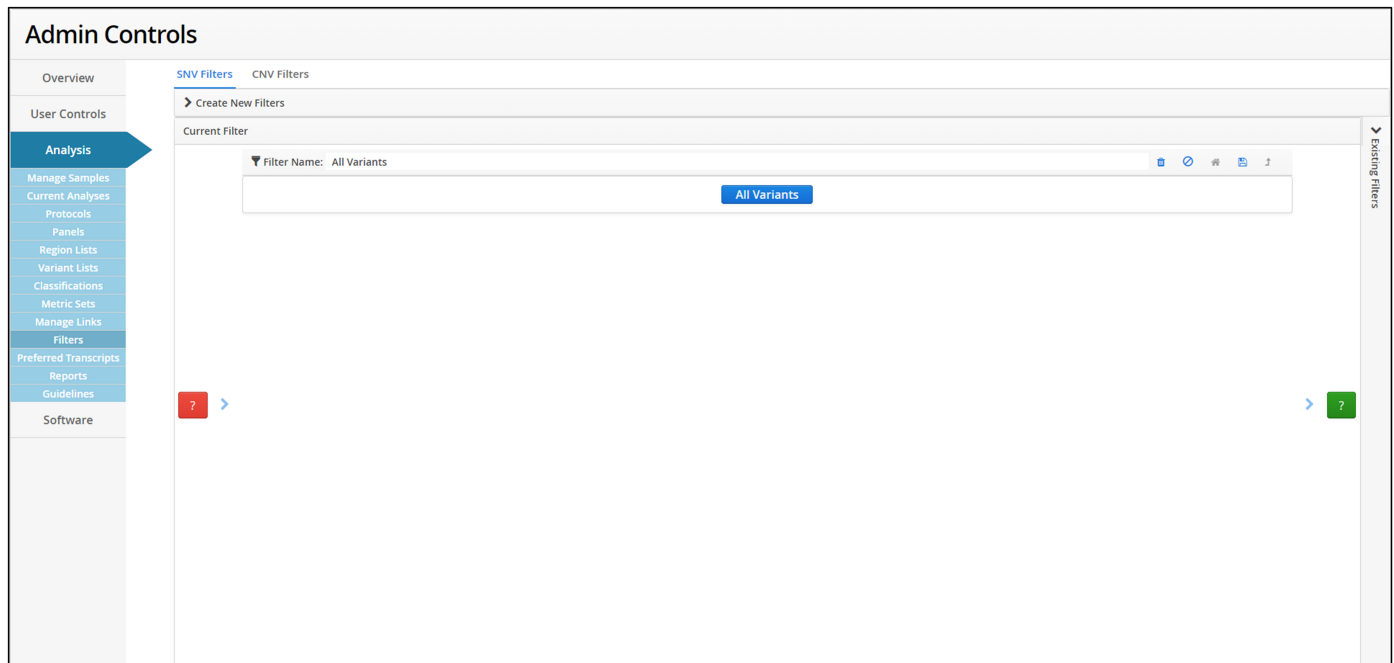 Admin Controls
Overview
User Controls
Analysis
Manage Samples
Current Analyses
Protocols
Panels
Region Lists
Variant Lists
Classifications
Metric Sets
Manage Links
Filters
Preferred Transcripts
Reports
Guidelines
Software
SNV Filters CNV Filters
Create New Filters
Current Filter
Filter Name: All Variants
All Variants
?
?
Existing Filters